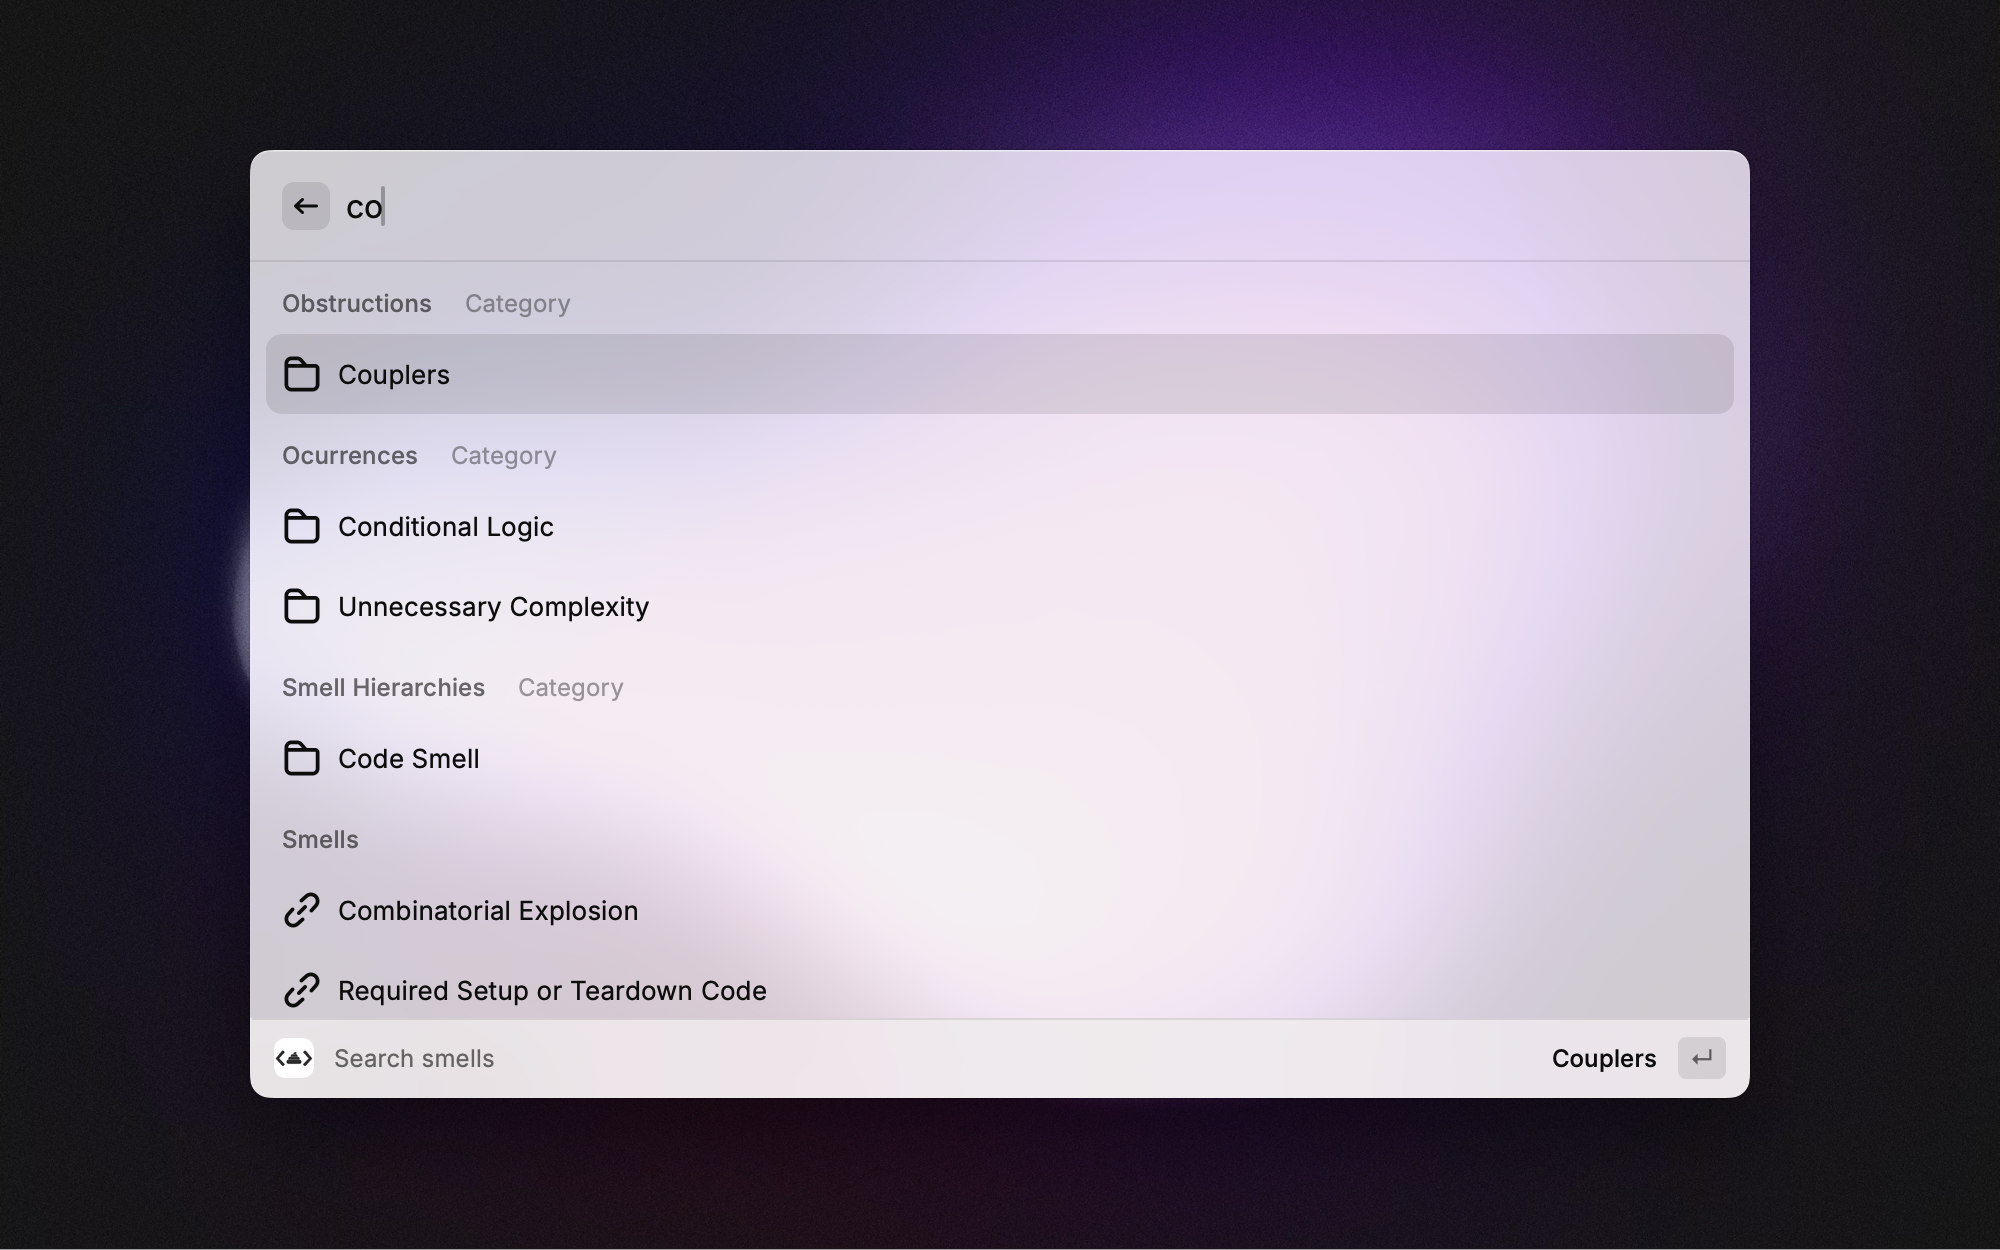 co
Obstructions Category
Couplers
Ocurrences Category
Conditional Logic
Unnecessary Complexity
Smell Hierarchies Category
Code Smell
Smells
Combinatorial Explosion
Required Setup or Teardown Code
Search smells Couplers